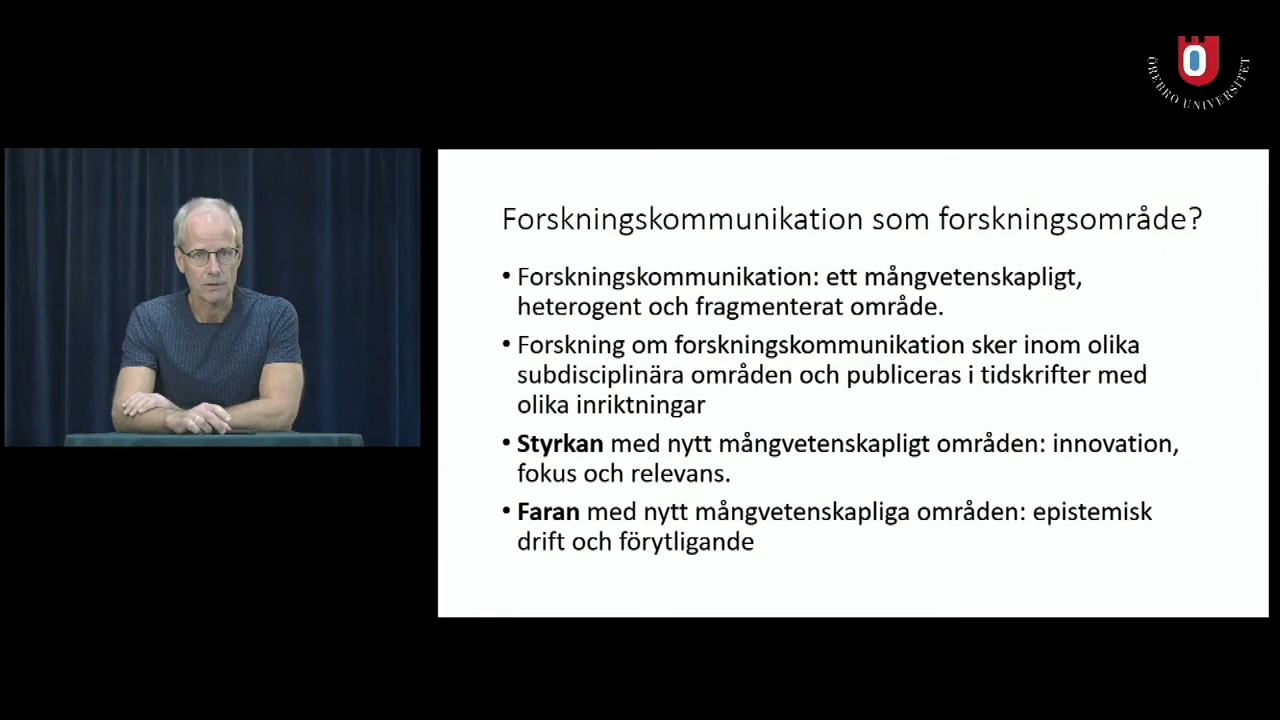 ÖREBRO UNIVERSITET
Forskningskommunikation som forskningsområde?
• Forskningskommunikation: ett mångvetenskapligt,
heterogent och fragmenterat område.
• Forskning om forskningskommunikation sker inom olika
subdisciplinära områden och publiceras i tidskrifter med
olika inriktningar
• Styrkan med nytt mångvetenskapligt områden: innovation,
fokus och relevans.
• Faran med nytt mångvetenskapliga områden: epistemisk
drift och förytligande